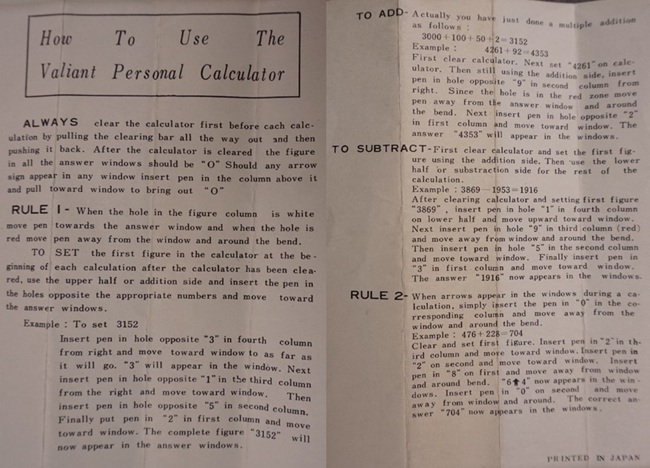 How To Use The
Valiant Personal Calculator
ALWAYS clear the calculator first before each calc-
ulation by pulling the clearing bar all the way out and then
pushing it back. After the calculator is cleared the figure
in all the answer windows should be "O" Should any arrow
sign appear in any window insert pen in the column above it
and pull toward window to bring out "O"
RULE 1- When the hole in the figure column is white
move pen towards the answer window and when the hole is
red move pen away from the window and around the bend.
TO SET the first figure in the calculator at the be-
ginning of each calculation after the calculator has been clea-
red, use the upper half or addition side and insert the pen in
the holes opposite the appropriate numbers and move toward
the answer windows.
Example : To set 3152
Insert pen in hole opposite "3" in fourth column
from right and move toward window to as far as
it will go. "3" will appear in the window. Next
insert pen in hole opposite "1" in the third column
from the right and move toward window. Then
insert pen in hole opposite "5" in second column.
Finally put pen in "2" in first column and move
toward window. The complete figure "3152" will
now appear in the answer windows.
TO ADD- Actually you have just done a multiple addition
as follows :
3000+100+50+2=3152
Example : 4261+92=4353
First clear calculator. Next set "4261" on calc-
ulator. Then still using the addition side, insert
pen in hole opposite "9" in second column from
right. Since the hole is in the red zone move
pen away from the answer window and around
the bend. Next insert pen in hole opposite "2"
in first column and move toward window. The
answer "4353" will appear in the windows.
TO SUBTRACT-First clear calculator and set the first fig-
ure using the addition side. Then use the lower
half or subtraction side for the rest of the
calculation.
Example : 3869-1953=1916
After clearing calculator and setting first figure
"3869", insert pen in hole "1" in fourth column
on lower half and move upward toward window.
Next insert pen in hole "9" in third column (red)
and move away from window and around the bend.
Then insert pen in hole "5" in the second column
and move toward window. Finally insert pen in
"3" in first column and move toward window.
The answer "1916" now appears in the windows.
RULE 2- When arrows appear in the windows during a ca-
lculation, simply insert the pen in "0" in the co-
rresponding column and move away from the
window and around the bend.
Example : 476+228=704
Clear and set first figure. Insert pen in "2" in th-
ird column and move toward window. Insert pen in
"2" on second and move toward window. Insert
pen in "8" on first and move away from window
and around bend. "6⬆4" now appears in the win-
dows. Insert pen in "0" on second and move
away from window and around. The correct an-
swer "704" now appears in the windows.
PRINTED IN JAPAN